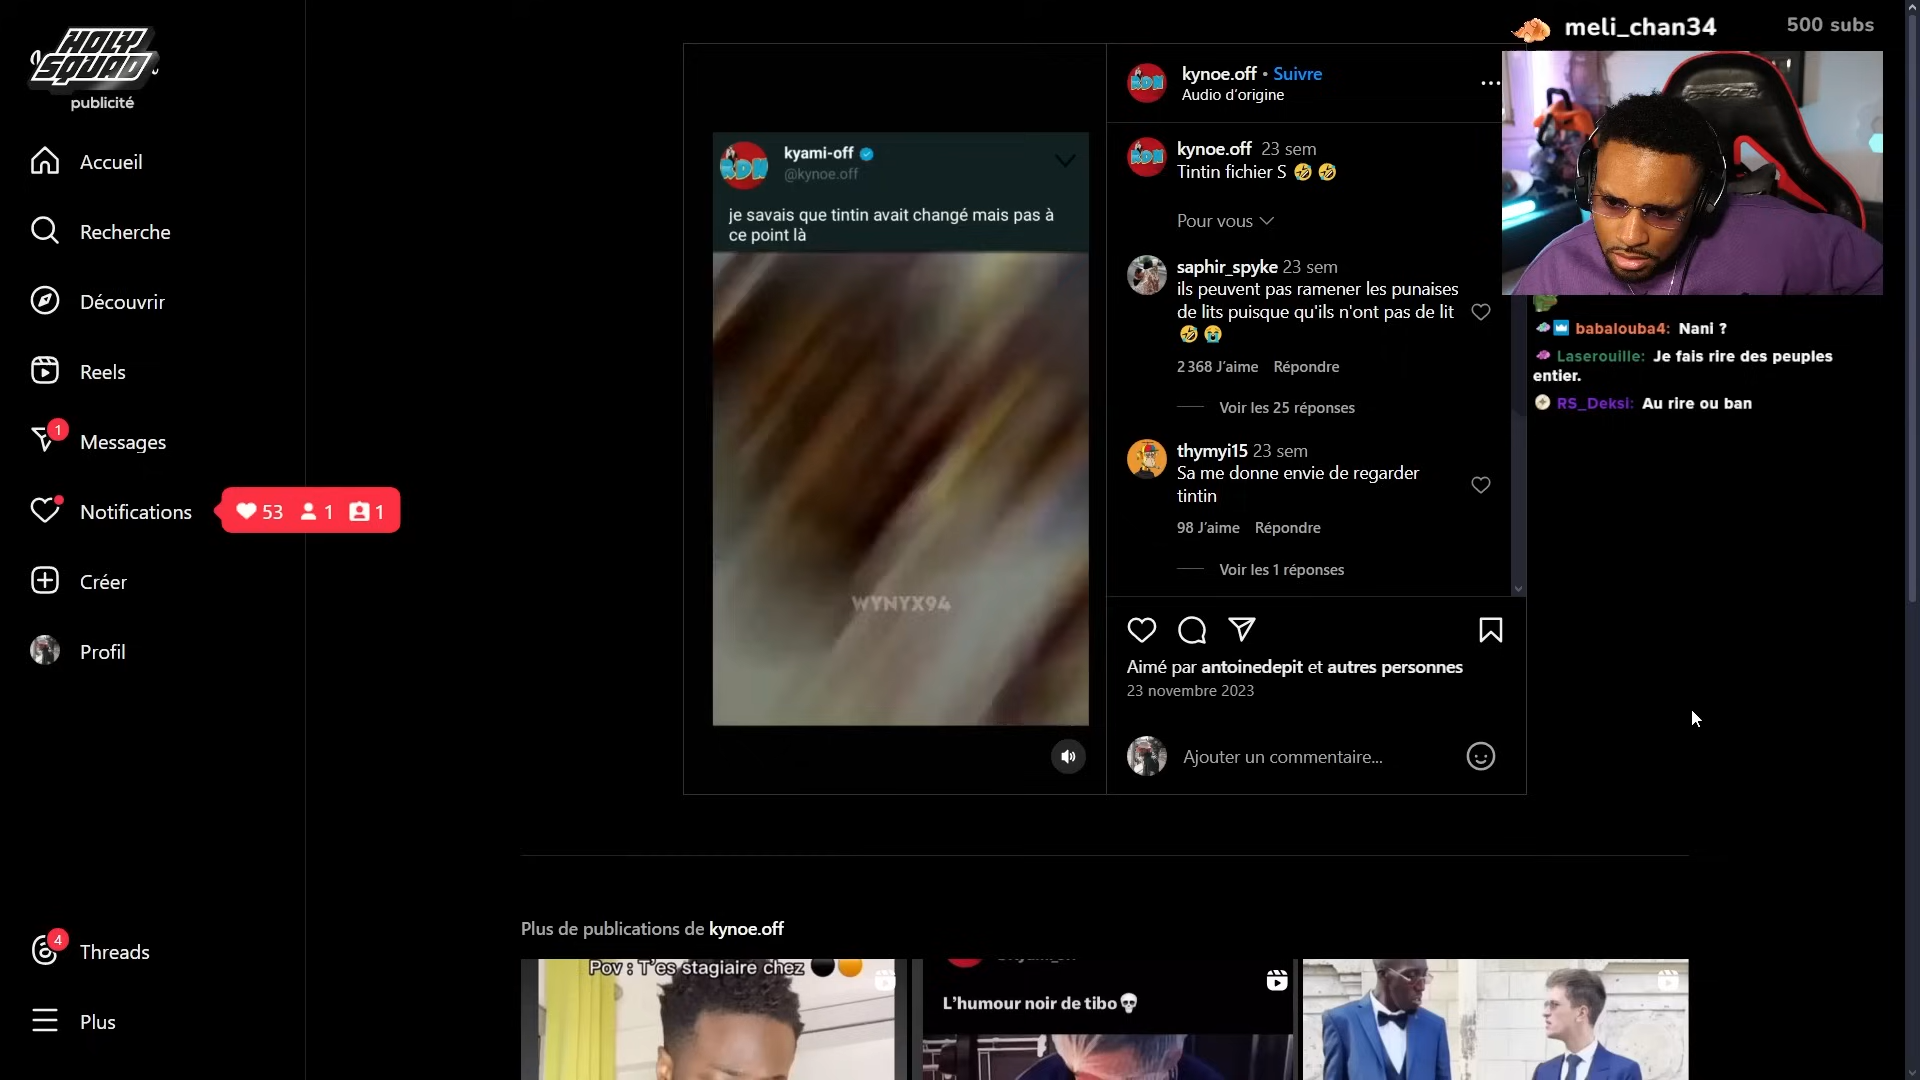 HOLY
SQUAD
publicité
Accueil
Recherche
Découvrir
Reels
1
Messages
Notifications
53 1 1
Créer
Profil
4
Threads
Plus
RDN
kyami-off
@kynoe.off
je savais que tintin avait changé mais pas à
ce point là
WYNYX94
RDN
kynoe.off • Suivre
Audio d'origine
RDN
kynoe.off 23 sem
Tintin fichier S 🤣 🤣
Pour vous
saphir_spyke 23 sem
ils peuvent pas ramener les punaises
de lits puisque qu'ils n'ont pas de lit
🤣 😭
2 368 J'aime Répondre
Voir les 25 réponses
thymyi15 23 sem
Sa me donne envie de regarder
tintin
98 J'aime Répondre
Voir les 1 réponses
Aimé par antoinedepit et autres personnes
23 novembre 2023
Ajouter un commentaire...
meli_chan34
500 subs
babalouba4: Nani ?
Laserouille: Je fais rire des peuples
entier.
RS_Deksi: Au rire ou ban
Plus de publications de kynoe.off
Pov : T'es stagiaire chez ⚫🟠
L'humour noir de tibo💀